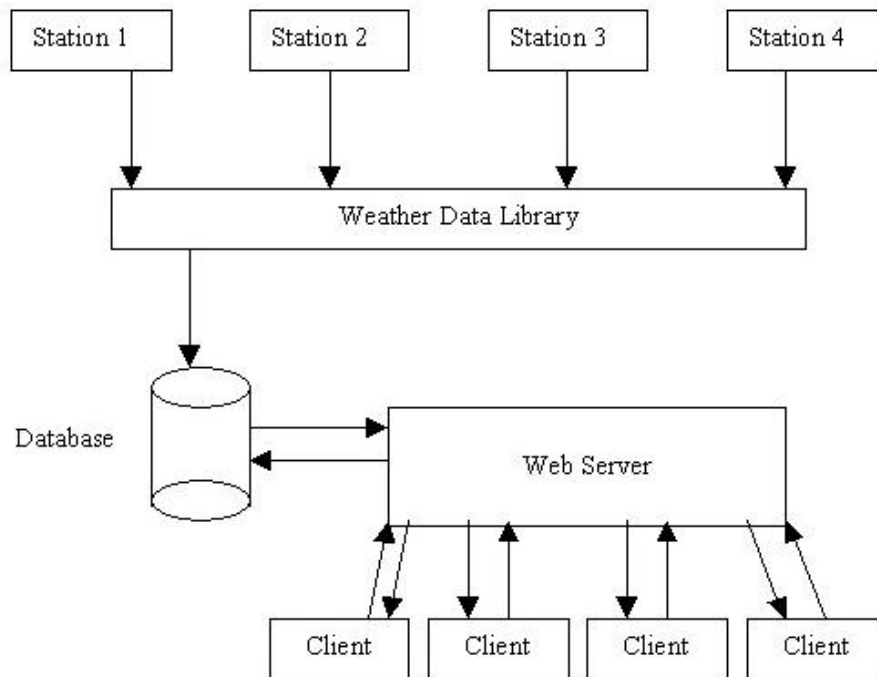 Station 1
Station 2
Station 3
Station 4
Weather Data Library
Database
Web Server
Client
Client
Client
Client